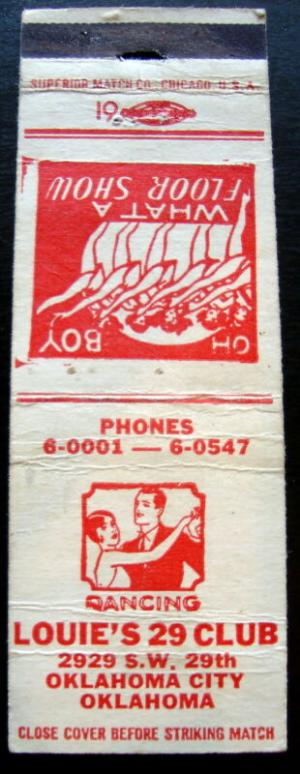 SUPERIOR MATCH CO. CHICAGO U.S.A.
19
OH
BOY
WHAT A
FLOOR SHOW
PHONES
6-0001 — 6-0547
DANCING
LOUIE'S 29 CLUB
2929 S.W. 29th
OKLAHOMA CITY
OKLAHOMA
CLOSE COVER BEFORE STRIKING MATCH